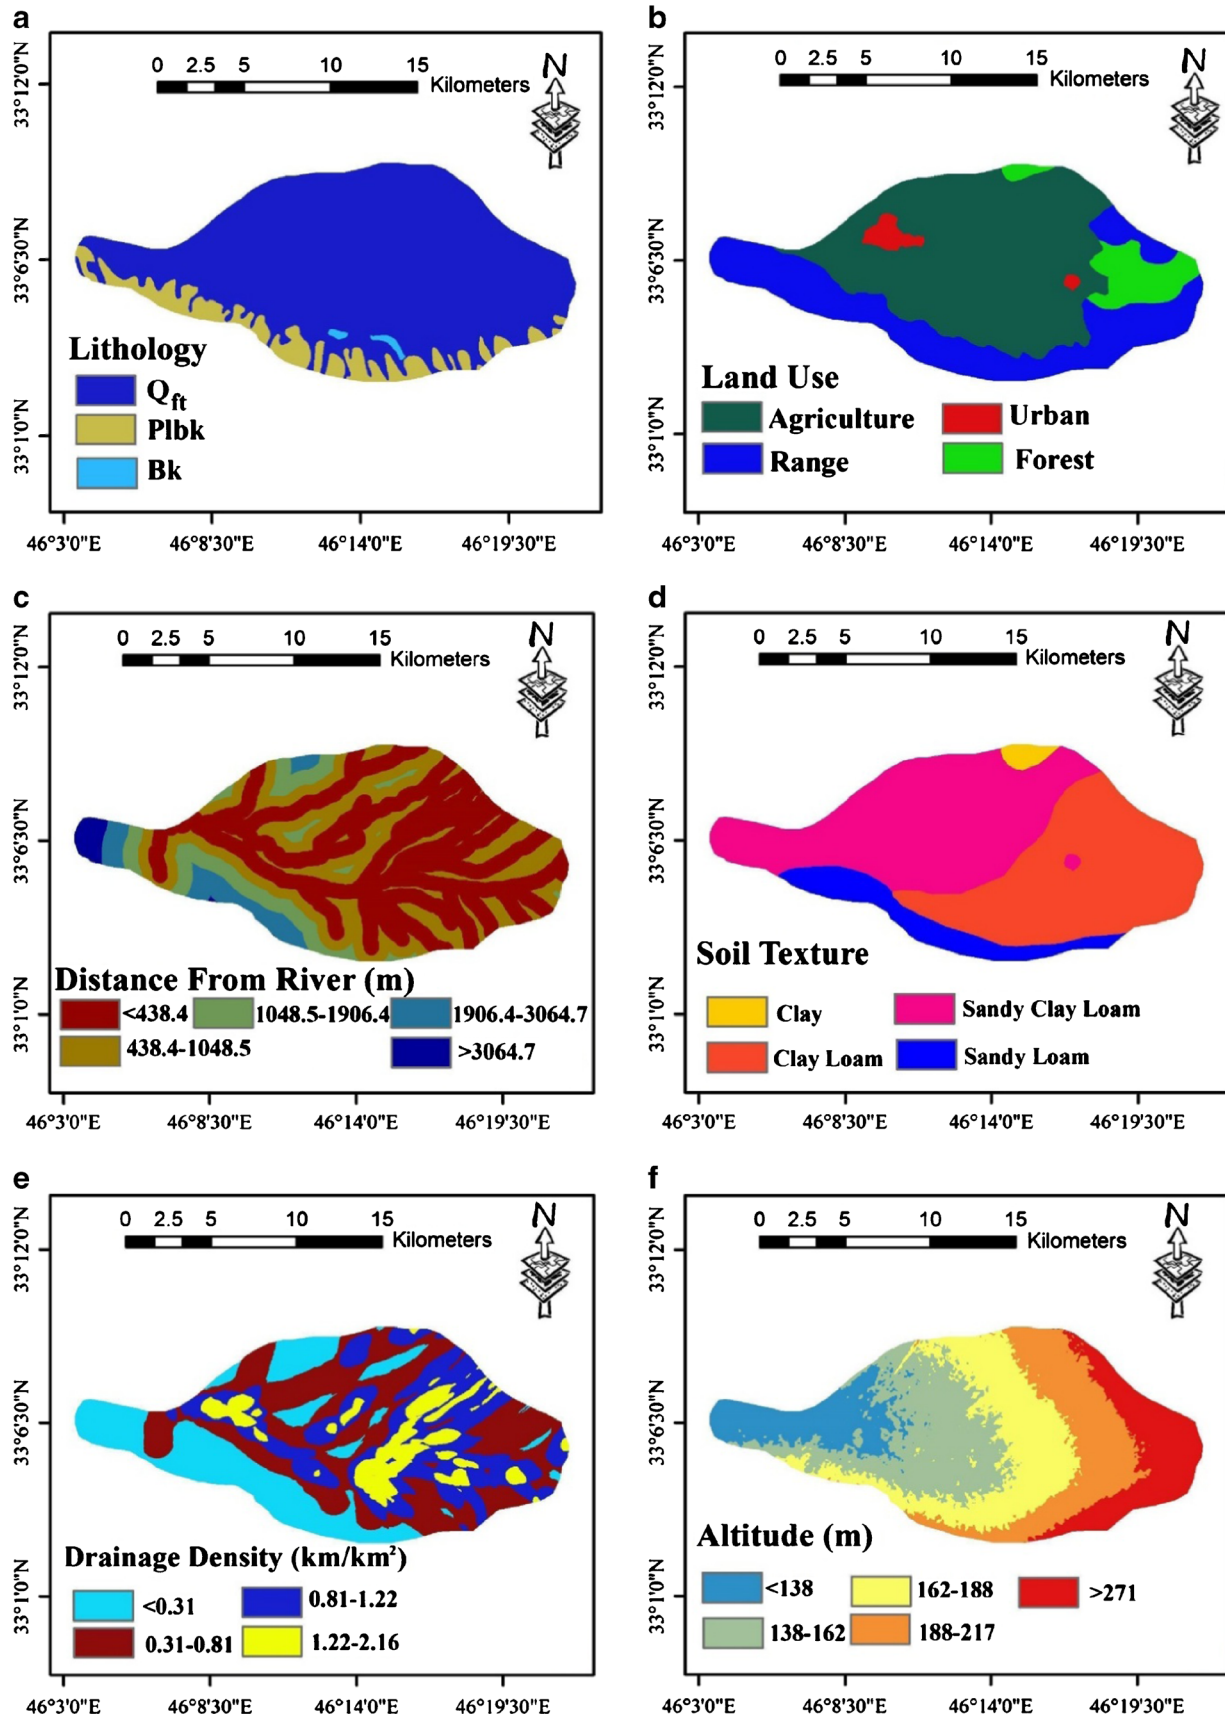 a
0 2.5 5 10 15
Kilometers
N
33°12'0"N
33°6'30"N
33°1'0"N
Lithology
Qft
Plbk
Bk
46°3'0"E 46°8'30"E 46°14'0"E 46°19'30"E
b
0 2.5 5 10 15
Kilometers
N
33°12'0"N
33°6'30"N
33°1'0"N
Land Use
Agriculture Urban
Range Forest
46°3'0"E 46°8'30"E 46°14'0"E 46°19'30"E
c
0 2.5 5 10 15
Kilometers
N
33°12'0"N
33°6'30"N
33°1'0"N
Distance From River (m)
<438.4 1048.5-1906.4 1906.4-3064.7
438.4-1048.5 >3064.7
46°3'0"E 46°8'30"E 46°14'0"E 46°19'30"E
d
0 2.5 5 10 15
Kilometers
N
33°12'0"N
33°6'30"N
33°1'0"N
Soil Texture
Clay Sandy Clay Loam
Clay Loam Sandy Loam
46°3'0"E 46°8'30"E 46°14'0"E 46°19'30"E
e
0 2.5 5 10 15
Kilometers
N
33°12'0"N
33°6'30"N
33°1'0"N
Drainage Density (km/km²)
<0.31 0.81-1.22
0.31-0.81 1.22-2.16
46°3'0"E 46°8'30"E 46°14'0"E 46°19'30"E
f
0 2.5 5 10 15
Kilometers
N
33°12'0"N
33°6'30"N
33°1'0"N
Altitude (m)
<138 162-188 >271
138-162 188-217
46°3'0"E 46°8'30"E 46°14'0"E 46°19'30"E